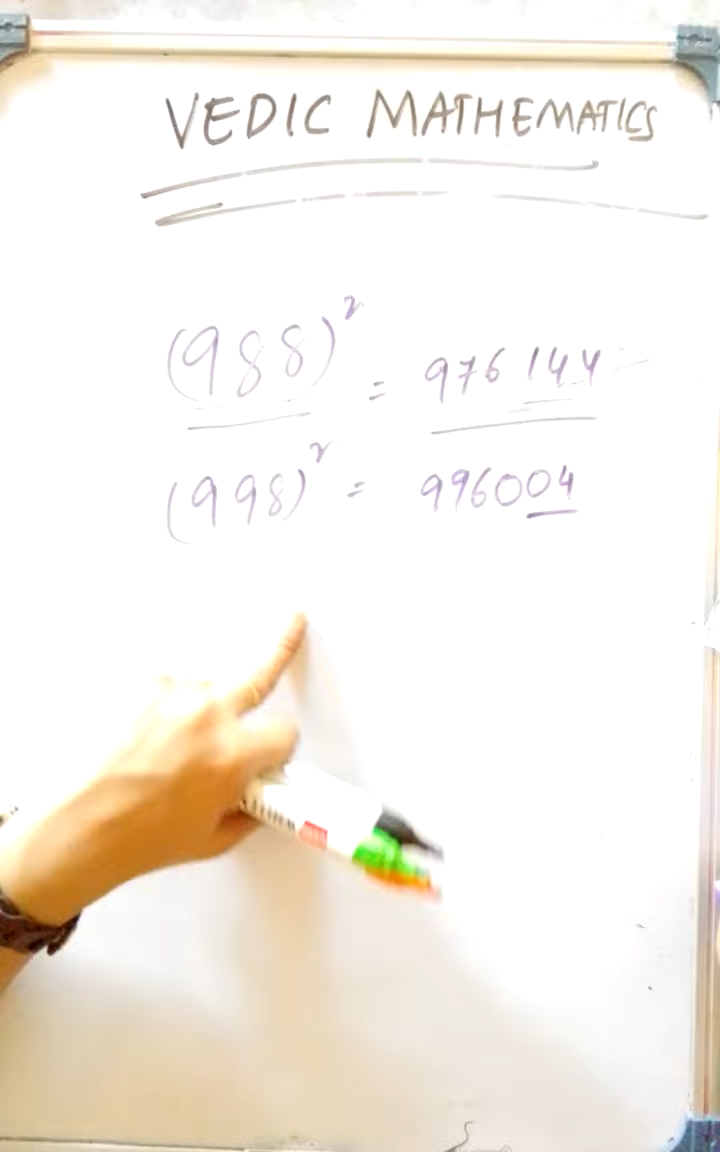 VEDIC MATHEMATICS
(988)² = 976144
(998)² = 996004